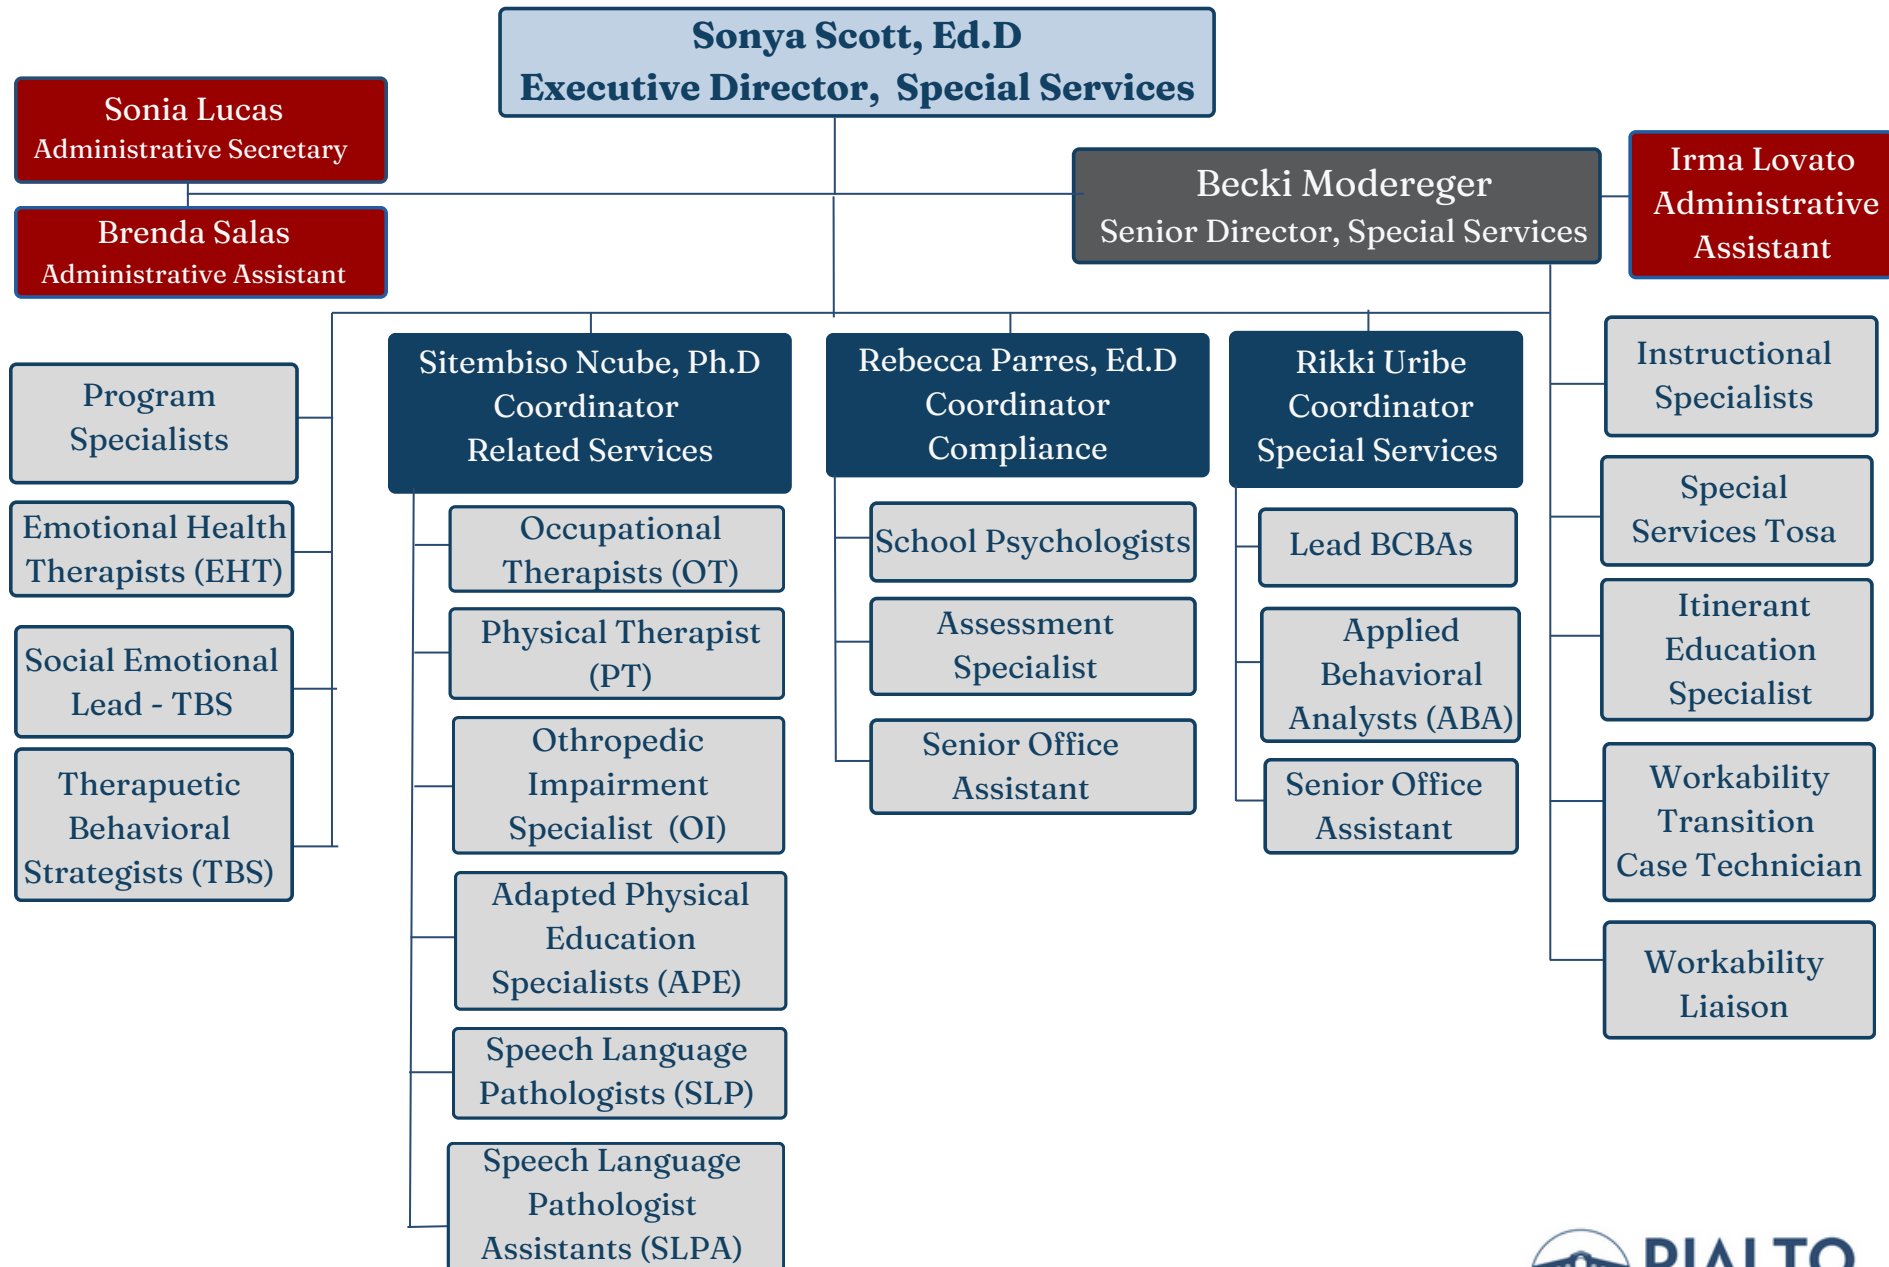 Sonya Scott, Ed.D
Executive Director, Special Services
Sonia Lucas
Administrative Secretary
Brenda Salas
Administrative Assistant
Becki Modereger
Senior Director, Special Services
Irma Lovato
Administrative
Assistant
Program
Specialists
Emotional Health
Therapists (EHT)
Social Emotional
Lead - TBS
Therapuetic
Behavioral
Strategists (TBS)
Sitembiso Ncube, Ph.D
Coordinator
Related Services
Occupational
Therapists (OT)
Physical Therapist
(PT)
Othropedic
Impairment
Specialist (OI)
Adapted Physical
Education
Specialists (APE)
Speech Language
Pathologists (SLP)
Speech Language
Pathologist
Assistants (SLPA)
Rebecca Parres, Ed.D
Coordinator
Compliance
School Psychologists
Assessment
Specialist
Senior Office
Assistant
Rikki Uribe
Coordinator
Special Services
Lead BCBAs
Applied
Behavioral
Analysts (ABA)
Senior Office
Assistant
Instructional
Specialists
Special
Services Tosa
Itinerant
Education
Specialist
Workability
Transition
Case Technician
Workability
Liaison
RIALTO